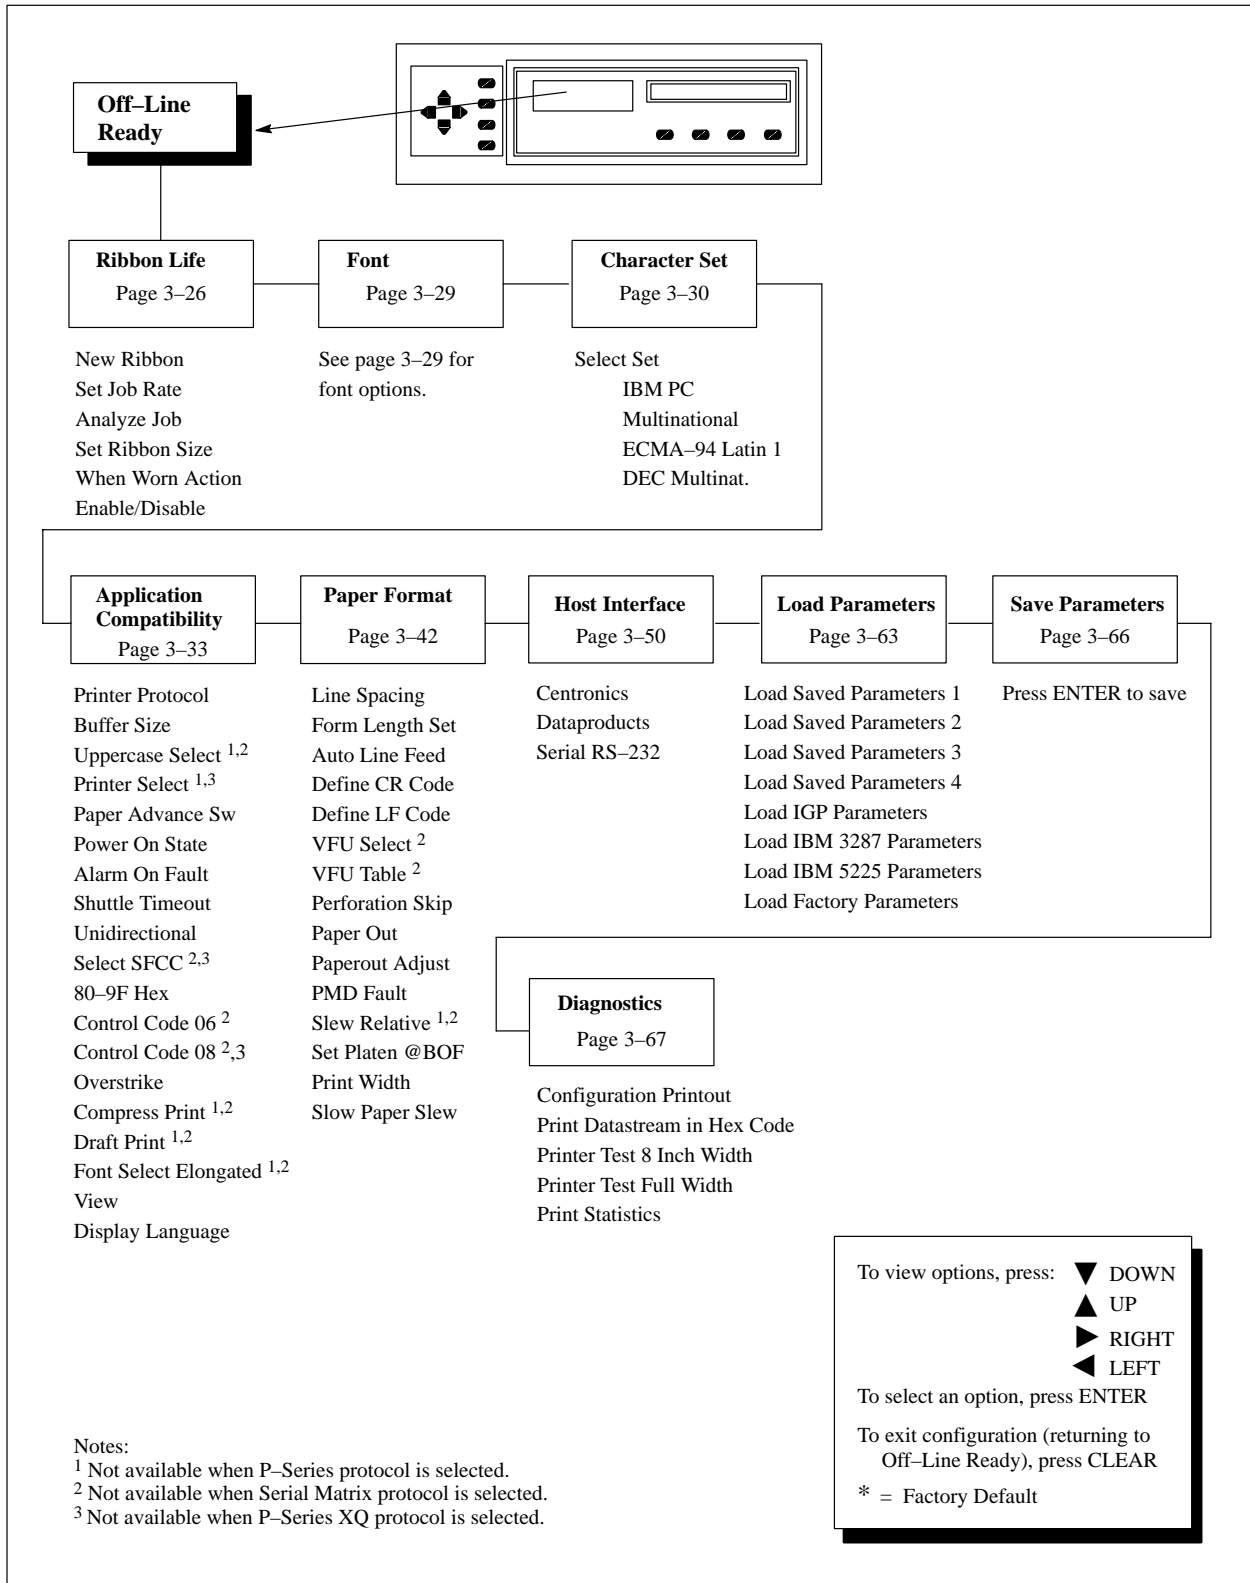 Off–Line
Ready
Ribbon Life
Page 3–26
Font
Page 3–29
Character Set
Page 3–30
New Ribbon
Set Job Rate
Analyze Job
Set Ribbon Size
When Worn Action
Enable/Disable
See page 3–29 for
font options.
Select Set
IBM PC
Multinational
ECMA–94 Latin 1
DEC Multinat.
Application
Compatibility
Page 3–33
Paper Format
Page 3–42
Host Interface
Page 3–50
Load Parameters
Page 3–63
Save Parameters
Page 3–66
Printer Protocol
Buffer Size
Uppercase Select 1,2
Printer Select 1,3
Paper Advance Sw
Power On State
Alarm On Fault
Shuttle Timeout
Unidirectional
Select SFCC 2,3
80–9F Hex
Control Code 06 2
Control Code 08 2,3
Overstrike
Compress Print 1,2
Draft Print 1,2
Font Select Elongated 1,2
View
Display Language
Line Spacing
Form Length Set
Auto Line Feed
Define CR Code
Define LF Code
VFU Select 2
VFU Table 2
Perforation Skip
Paper Out
Paperout Adjust
PMD Fault
Slew Relative 1,2
Set Platen @BOF
Print Width
Slow Paper Slew
Centronics
Dataproducts
Serial RS–232
Load Saved Parameters 1
Load Saved Parameters 2
Load Saved Parameters 3
Load Saved Parameters 4
Load IGP Parameters
Load IBM 3287 Parameters
Load IBM 5225 Parameters
Load Factory Parameters
Press ENTER to save
Diagnostics
Page 3–67
Configuration Printout
Print Datastream in Hex Code
Printer Test 8 Inch Width
Printer Test Full Width
Print Statistics
To view options, press: ▼ DOWN
▲ UP
► RIGHT
◄ LEFT
To select an option, press ENTER
To exit configuration (returning to
Off–Line Ready), press CLEAR
* = Factory Default
Notes:
1 Not available when P–Series protocol is selected.
2 Not available when Serial Matrix protocol is selected.
3 Not available when P–Series XQ protocol is selected.